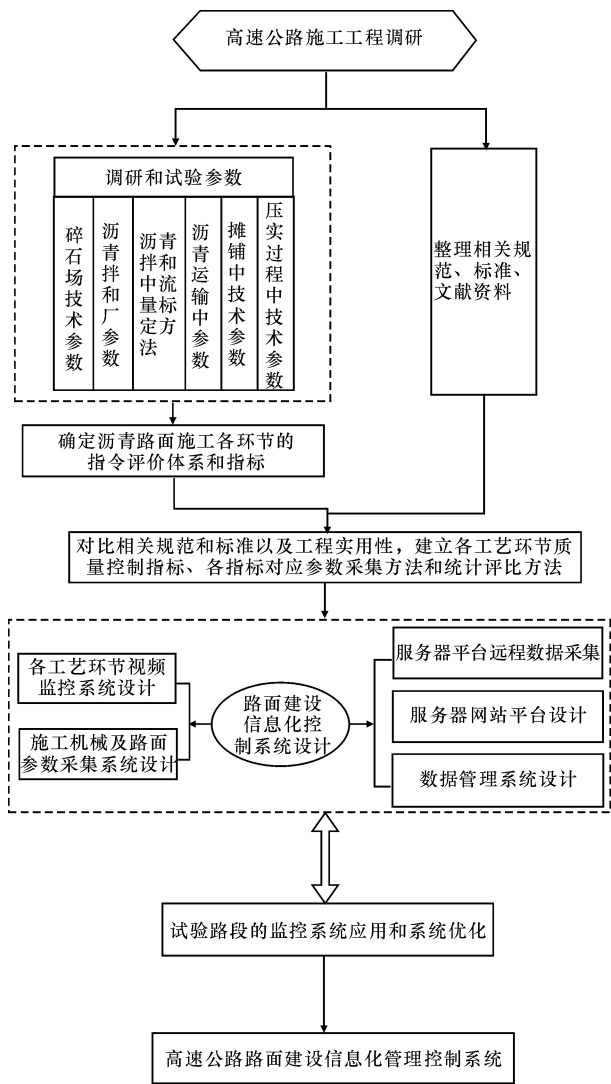 高速公路施工工程调研
调研和试验参数
碎石场技术参数
沥青拌和厂参数
沥青拌和中流量标定方法
沥青运输中参数
摊铺中技术参数
压实过程中技术参数
整理相关规
范、标准、
文献资料
确定沥青路面施工各环节的
指令评价体系和指标
对比相关规范和标准以及工程实用性，建立各工艺环节质
量控制指标、各指标对应参数采集方法和统计评比方法
各工艺环节视频
监控系统设计
施工机械及路面
参数采集系统设计
路面建设
信息化控
制系统设计
服务器平台远程数据采集
服务器网站平台设计
数据管理系统设计
试验路段的监控系统应用和系统优化
高速公路路面建设信息化管理控制系统